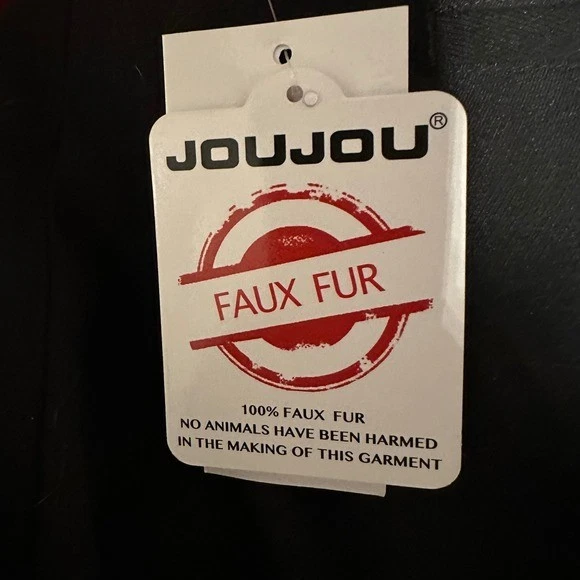 JOUJOU®
FAUX FUR
100% FAUX FUR
NO ANIMALS HAVE BEEN HARMED
IN THE MAKING OF THIS GARMENT